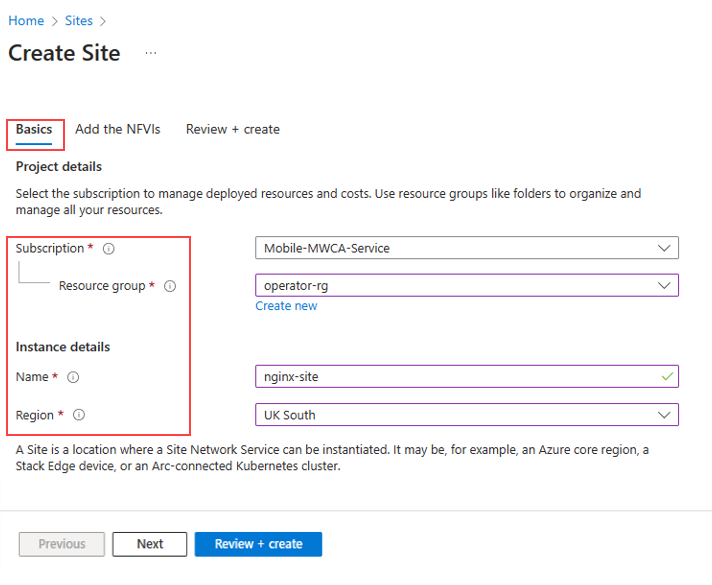 Home > Sites >
Create Site ...
Basics Add the NFVIs Review + create
Project details
Select the subscription to manage deployed resources and costs. Use resource groups like folders to organize and
manage all your resources.
Subscription * Mobile-MWCA-Service
Resource group * operator-rg
Create new
Instance details
Name * nginx-site
Region * UK South
A Site is a location where a Site Network Service can be instantiated. It may be, for example, an Azure core region, a
Stack Edge device, or an Arc-connected Kubernetes cluster.
Previous Next Review + create